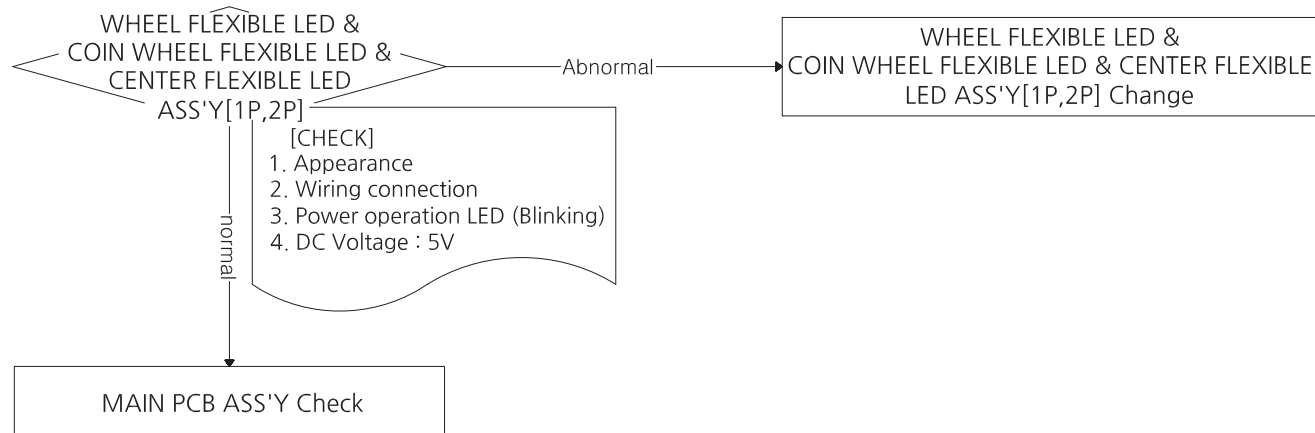 WHEEL FLEXIBLE LED &
COIN WHEEL FLEXIBLE LED &
CENTER FLEXIBLE LED
ASS'Y[1P,2P]
Abnormal
WHEEL FLEXIBLE LED &
COIN WHEEL FLEXIBLE LED & CENTER FLEXIBLE
LED ASS'Y[1P,2P] Change
[CHECK]
1. Appearance
2. Wiring connection
3. Power operation LED (Blinking)
4. DC Voltage : 5V
normal
MAIN PCB ASS'Y Check